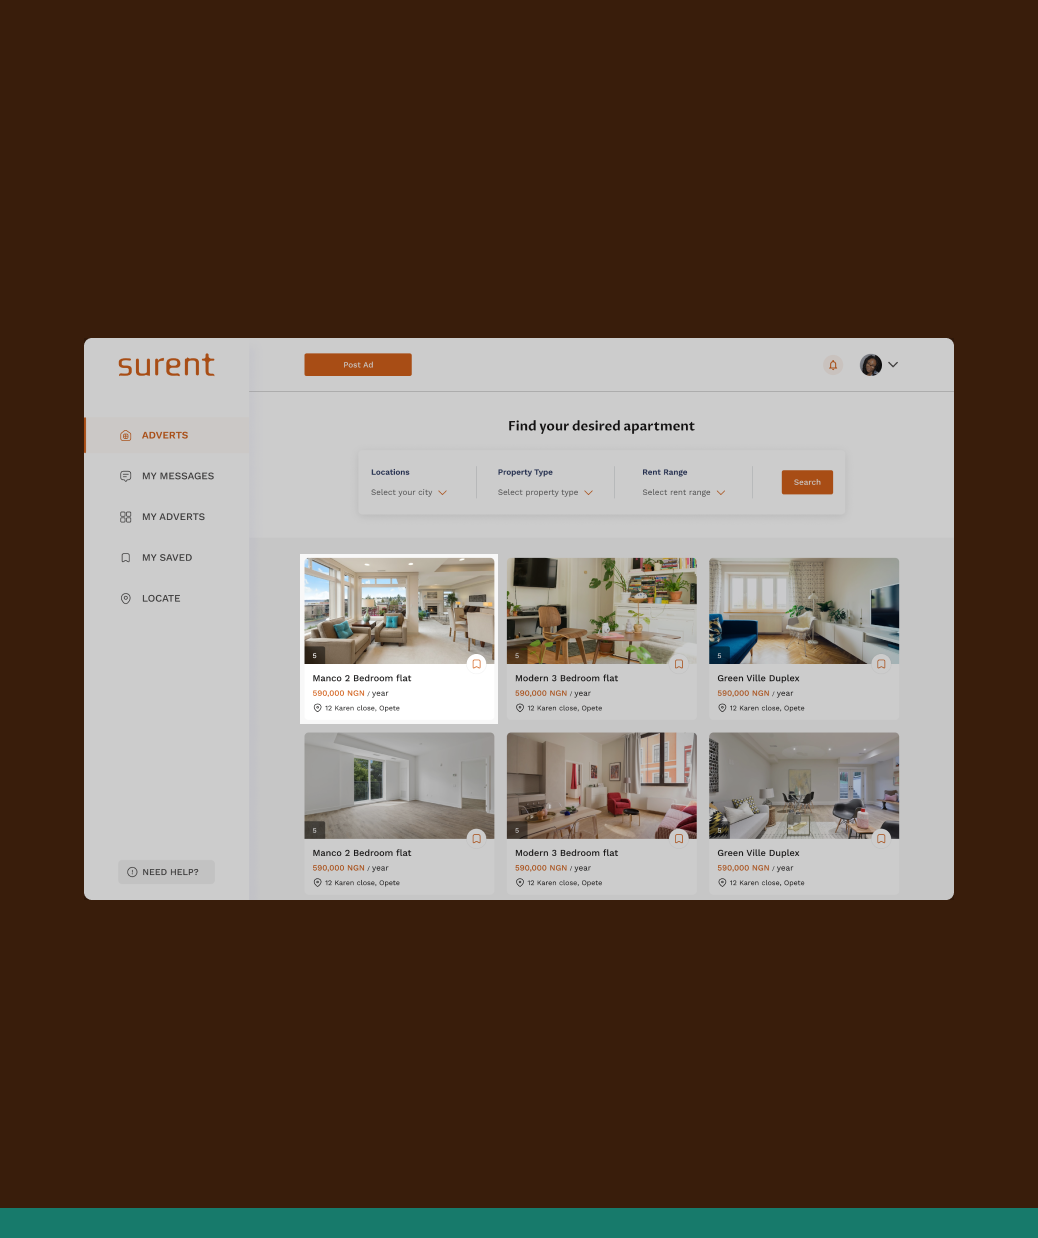 surent
Post Ad
ADVERTS
MY MESSAGES
MY ADVERTS
MY SAVED
LOCATE
NEED HELP?
Find your desired apartment
Locations
Select your city
Property Type
Select property type
Rent Range
Select rent range
Search
5
Manco 2 Bedroom flat
590,000 NGN / year
12 Karen close, Opete
5
Modern 3 Bedroom flat
590,000 NGN / year
12 Karen close, Opete
5
Green Ville Duplex
590,000 NGN / year
12 Karen close, Opete
5
Manco 2 Bedroom flat
590,000 NGN / year
12 Karen close, Opete
5
Modern 3 Bedroom flat
590,000 NGN / year
12 Karen close, Opete
5
Green Ville Duplex
590,000 NGN / year
12 Karen close, Opete